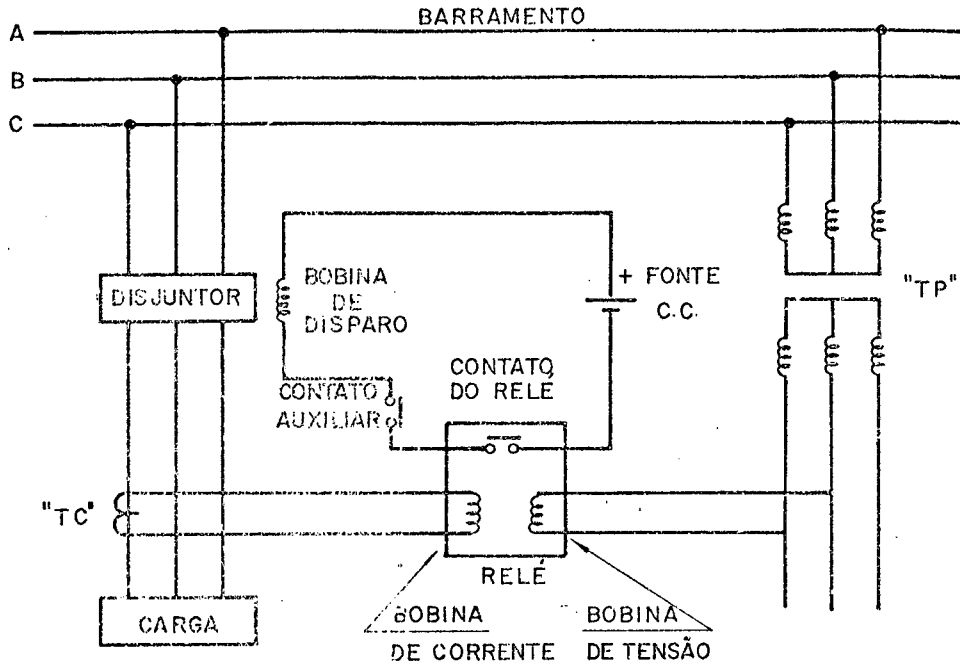 BARRAMENTO
A
B
C
DISJUNTOR
BOBINA
DE
DISPARO
+ FONTE
C.C.
"TP"
CONTATO
AUXILIAR
CONTATO
DO RELÉ
"TC"
RELÉ
CARGA
BOBINA
DE CORRENTE
BOBINA
DE TENSÃO